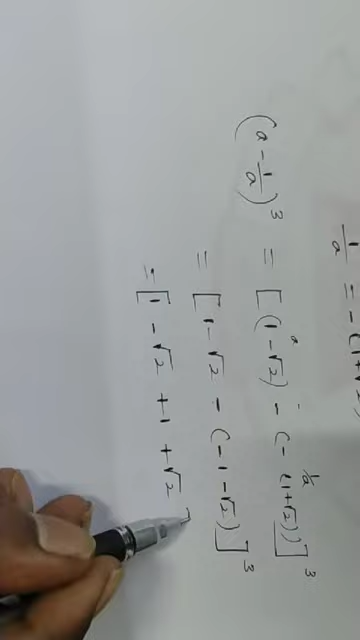 1/a = -(1+√2)
(a - 1/a)³ = [(1-√2) - (-(1+√2))]³
a 1/a
= [1-√2 - (-1-√2)]³
= [1-√2 + 1 + √2]